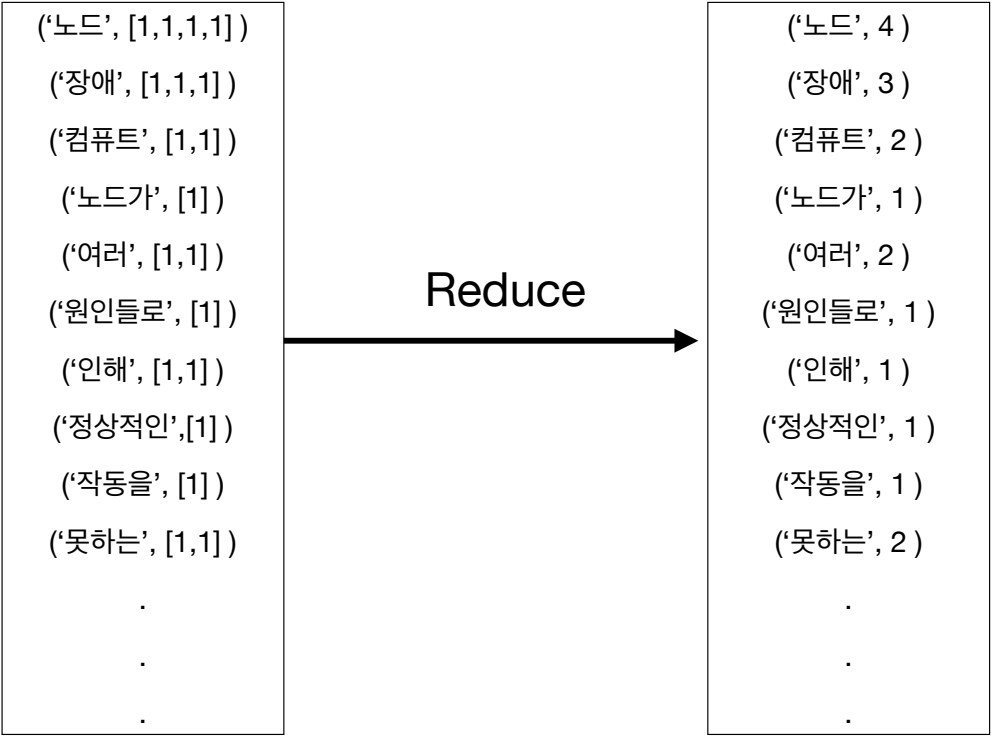 (‘노드’, [1,1,1,1] )
(‘장애’, [1,1,1] )
(‘컴퓨트’, [1,1] )
(‘노드가’, [1] )
(‘여러’, [1,1] )
(‘원인들로’, [1] )
(‘인해’, [1,1] )
(‘정상적인’,[1] )
(‘작동을’, [1] )
(‘못하는’, [1,1] )
.
.
.
Reduce
(‘노드’, 4 )
(‘장애’, 3 )
(‘컴퓨트’, 2 )
(‘노드가’, 1 )
(‘여러’, 2 )
(‘원인들로’, 1 )
(‘인해’, 1 )
(‘정상적인’, 1 )
(‘작동을’, 1 )
(‘못하는’, 2 )
.
.
.